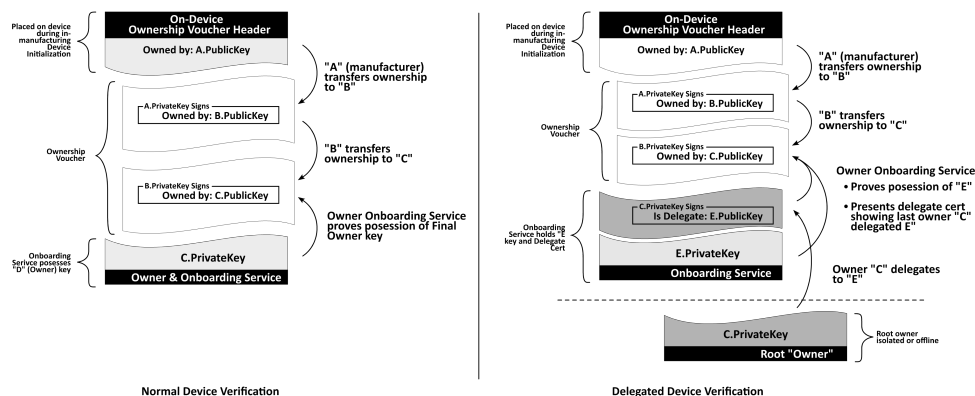 Placed on device
during in-
manufacturing
Device
Initialization
On-Device
Ownership Voucher Header
Owned by: A.PublicKey
"A" (manufacturer)
transfers ownership
to "B"
A.PrivateKey Signs
Owned by: B.PublicKey
Ownership
Voucher
"B" transfers
ownership to "C"
B.PrivateKey Signs
Owned by: C.PublicKey
Owner Onboarding Service
proves posession of Final
Owner key
Onboarding
Serivce posesses
"D" (Owner) key
C.PrivateKey
Owner & Onboarding Service
Normal Device Verification
Placed on device
during in-
manufacturing
Device
Initialization
On-Device
Ownership Voucher Header
Owned by: A.PublicKey
"A" (manufacturer)
transfers ownership
to "B"
A.PrivateKey Signs
Owned by: B.PublicKey
Ownership
Voucher
"B" transfers
ownership to "C"
B.PrivateKey Signs
Owned by: C.PublicKey
Owner Onboarding Service
• Proves posession of "E"
• Presents delegate cert
showing last owner "C"
delegated E"
C.PrivateKey Signs
Is Delegate: E.PublicKey
Onboarding
Serivce holds "E
key and Delegate
Cert
E.PrivateKey
Onboarding Service
Owner "C" delegates
to "E"
C.PrivateKey
Root "Owner"
Root owner
isolated or offline
Delegated Device Verification